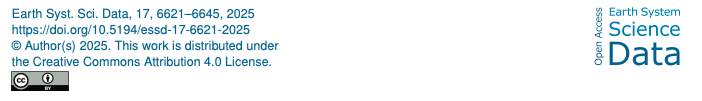 Earth Syst. Sci. Data, 17, 6621–6645, 2025
https://doi.org/10.5194/essd-17-6621-2025
© Author(s) 2025. This work is distributed under
the Creative Commons Attribution 4.0 License.
cc BY
Open Access
Earth System
Science
Data